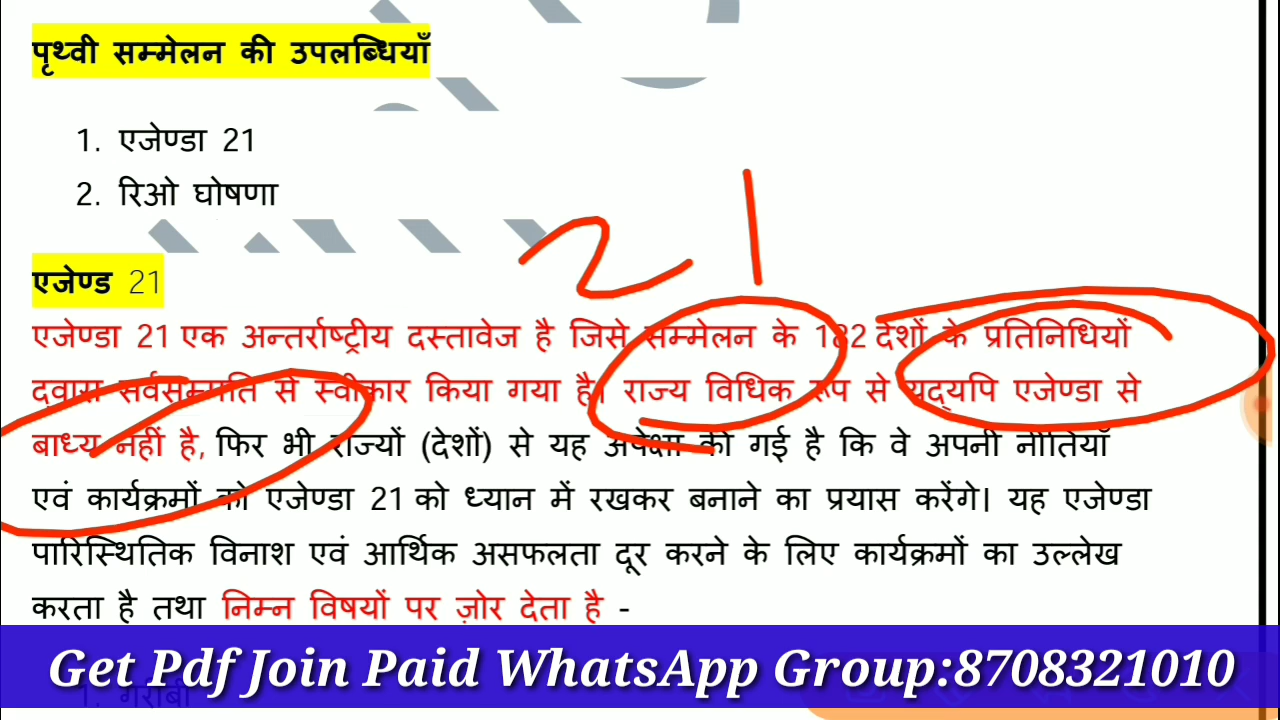 पृथ्वी सम्मेलन की उपलब्धियाँ
1. एजेण्डा 21
2. रिओ घोषणा
21
एजेण्ड 21
एजेण्डा 21 एक अन्तर्राष्ट्रीय दस्तावेज है जिसे सम्मेलन के 182 देशों के प्रतिनिधियों
द्वारा सर्वसम्मति से स्वीकार किया गया है। राज्य विधिक रूप से यद्यपि एजेण्डा से
बाध्य नहीं है, फिर भी राज्यों (देशों) से यह अपेक्षा की गई है कि वे अपनी नीतियाँ
एवं कार्यक्रमों को एजेण्डा 21 को ध्यान में रखकर बनाने का प्रयास करेंगे। यह एजेण्डा
पारिस्थितिक विनाश एवं आर्थिक असफलता दूर करने के लिए कार्यक्रमों का उल्लेख
करता है तथा निम्न विषयों पर ज़ोर देता है -
Get Pdf Join Paid WhatsApp Group:8708321010
1. गरीबी